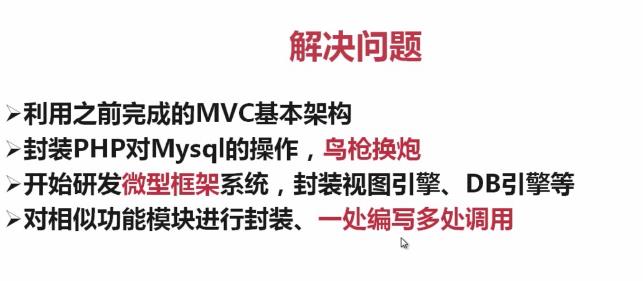 解决问题
➢利用之前完成的MVC基本架构
➢封装PHP对Mysql的操作，鸟枪换炮
➢开始研发微型框架系统，封装视图引擎、DB引擎等
➢对相似功能模块进行封装、一处编写多处调用